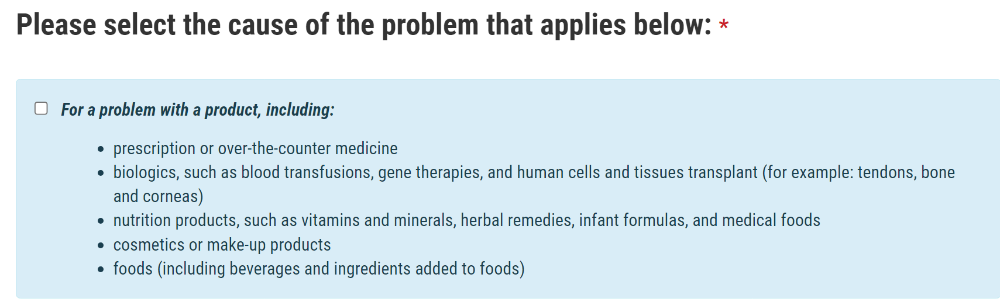 Please select the cause of the problem that applies below: *
For a problem with a product, including:
• prescription or over-the-counter medicine
• biologics, such as blood transfusions, gene therapies, and human cells and tissues transplant (for example: tendons, bone
and corneas)
• nutrition products, such as vitamins and minerals, herbal remedies, infant formulas, and medical foods
• cosmetics or make-up products
• foods (including beverages and ingredients added to foods)